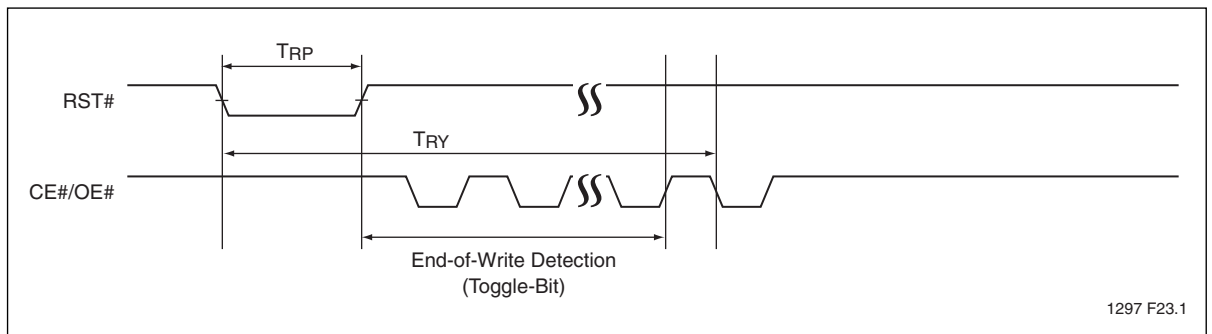 TRP
RST#
TRY
CE#/OE#
End-of-Write Detection
(Toggle-Bit)
1297 F23.1